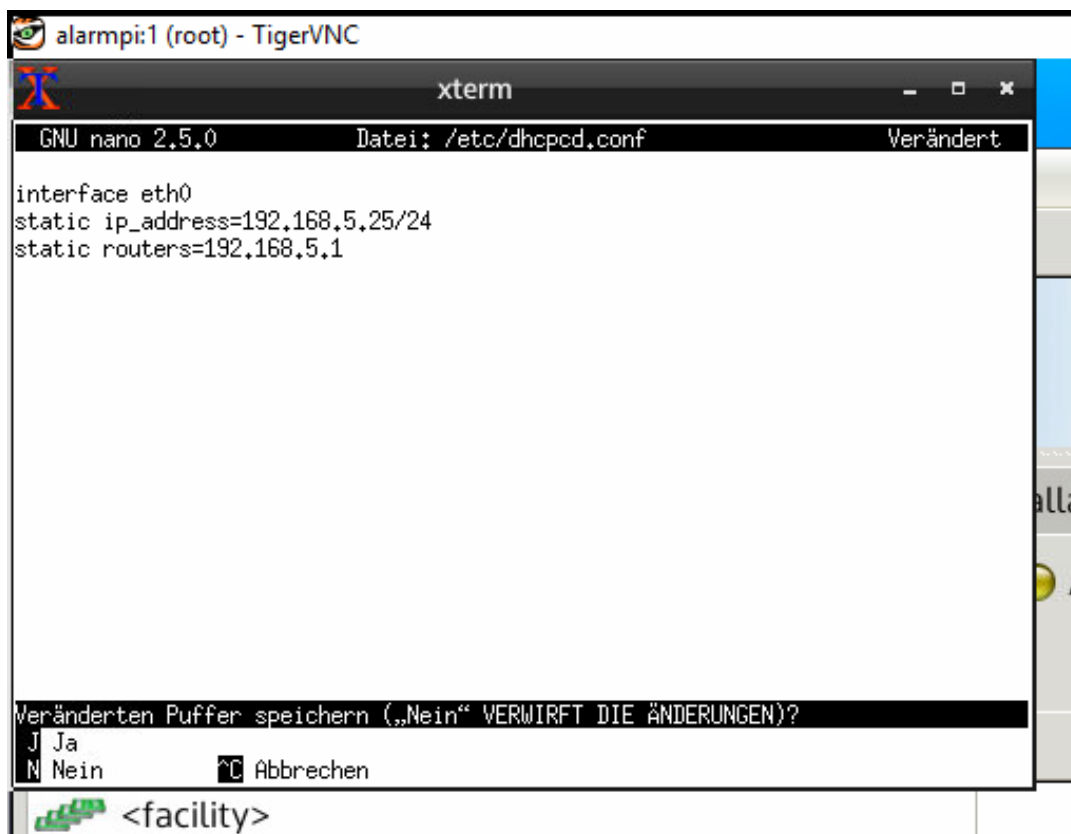 alarmpi:1 (root) - TigerVNC
xterm
GNU nano 2.5.0 Datei: /etc/dhcpcd.conf Verändert
interface eth0
static ip_address=192.168.5.25/24
static routers=192.168.5.1
Veränderten Puffer speichern („Nein“ VERWIRFT DIE ÄNDERUNGEN)?
J Ja
N Nein ^C Abbrechen
<facility>